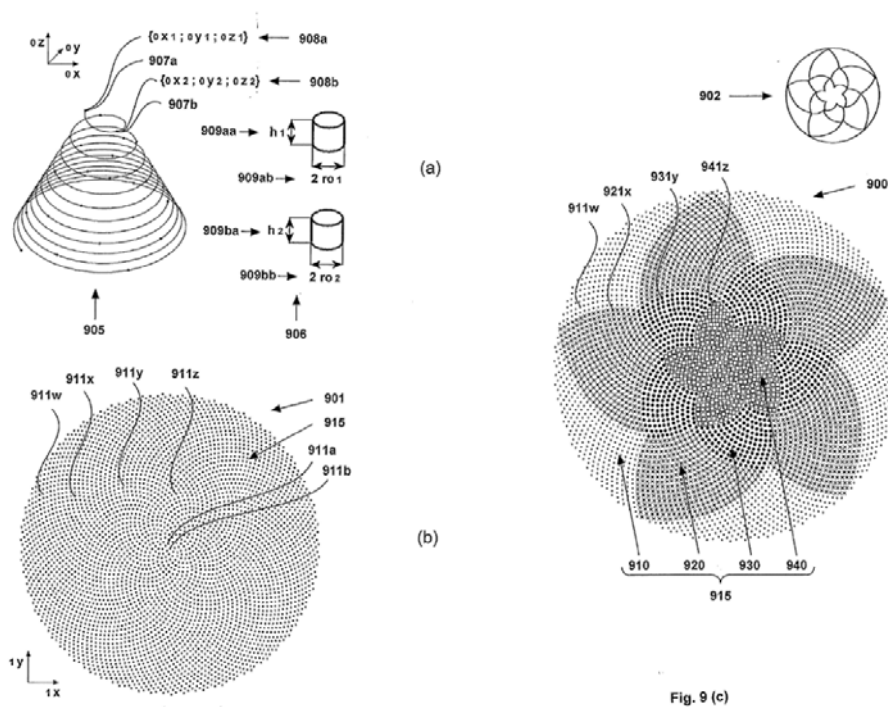 0z
0y
0x
{0x1;0y1;0z1}
908a
907a
{0x2;0y2;0z2}
908b
907b
909aa
h1
909ab
2 ro1
(a)
909ba
h2
909bb
2 ro2
905
906
911w
911x
911y
911z
901
915
911a
911b
(b)
1y
1x
902
900
941z
931y
921x
911w
910
920
930
940
915
Fig. 9 (c)